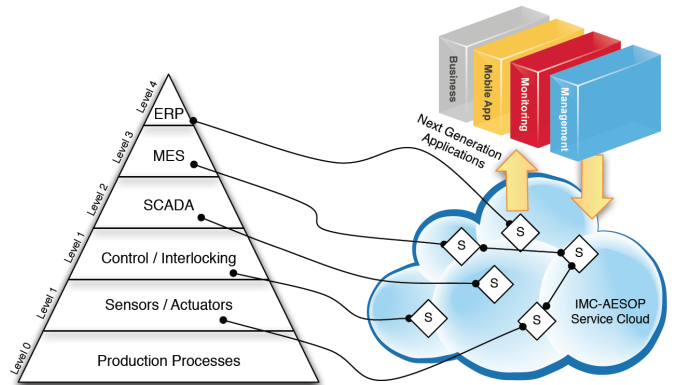 Business
Mobile App
Monitoring
Management
Next Generation
Applications
Level 4
ERP
Level 3
MES
Level 2
SCADA
Level 1
Control / Interlocking
Level 1
Sensors / Actuators
Level 0
Production Processes
S
S
S
S
S
S
IMC-AESOP
Service Cloud